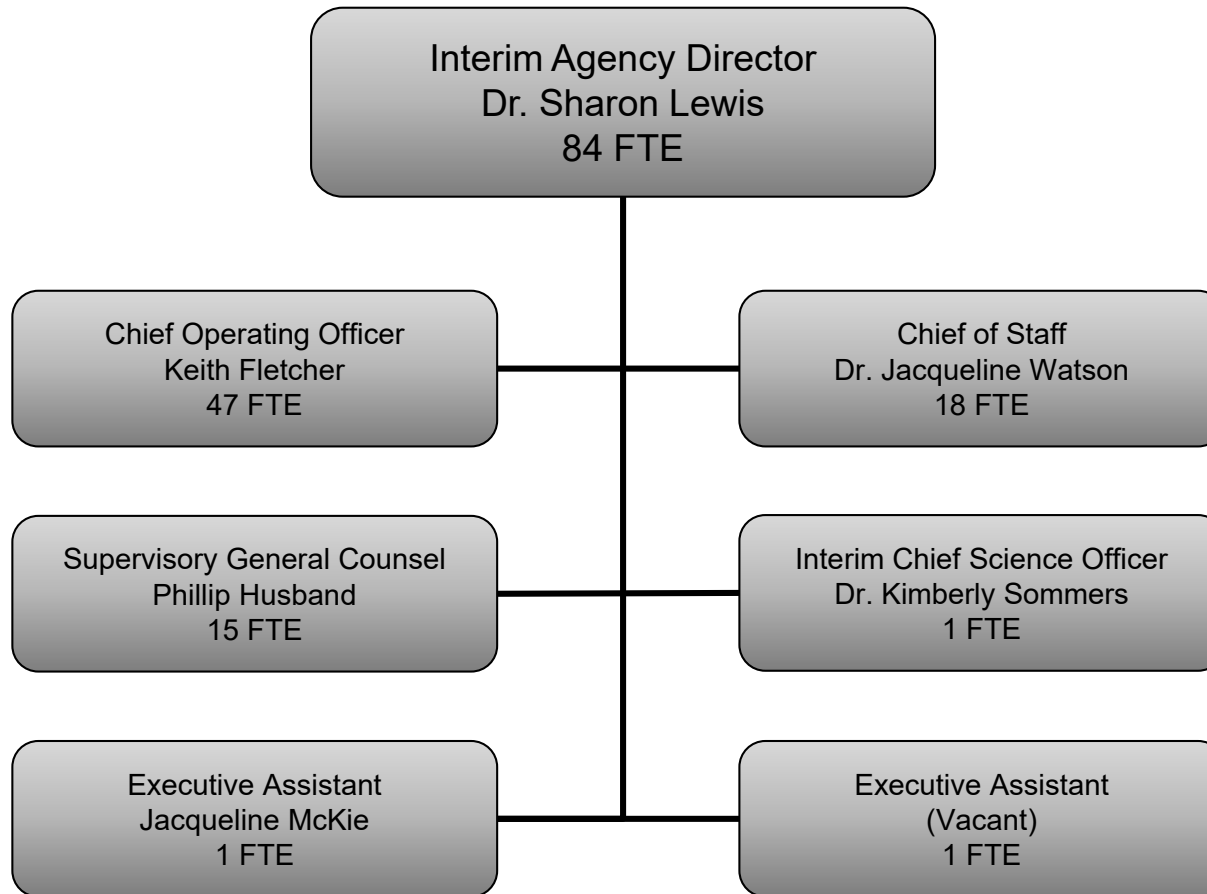 Interim Agency Director
Dr. Sharon Lewis
84 FTE
Chief Operating Officer
Keith Fletcher
47 FTE
Chief of Staff
Dr. Jacqueline Watson
18 FTE
Supervisory General Counsel
Phillip Husband
15 FTE
Interim Chief Science Officer
Dr. Kimberly Sommers
1 FTE
Executive Assistant
Jacqueline McKie
1 FTE
Executive Assistant
(Vacant)
1 FTE